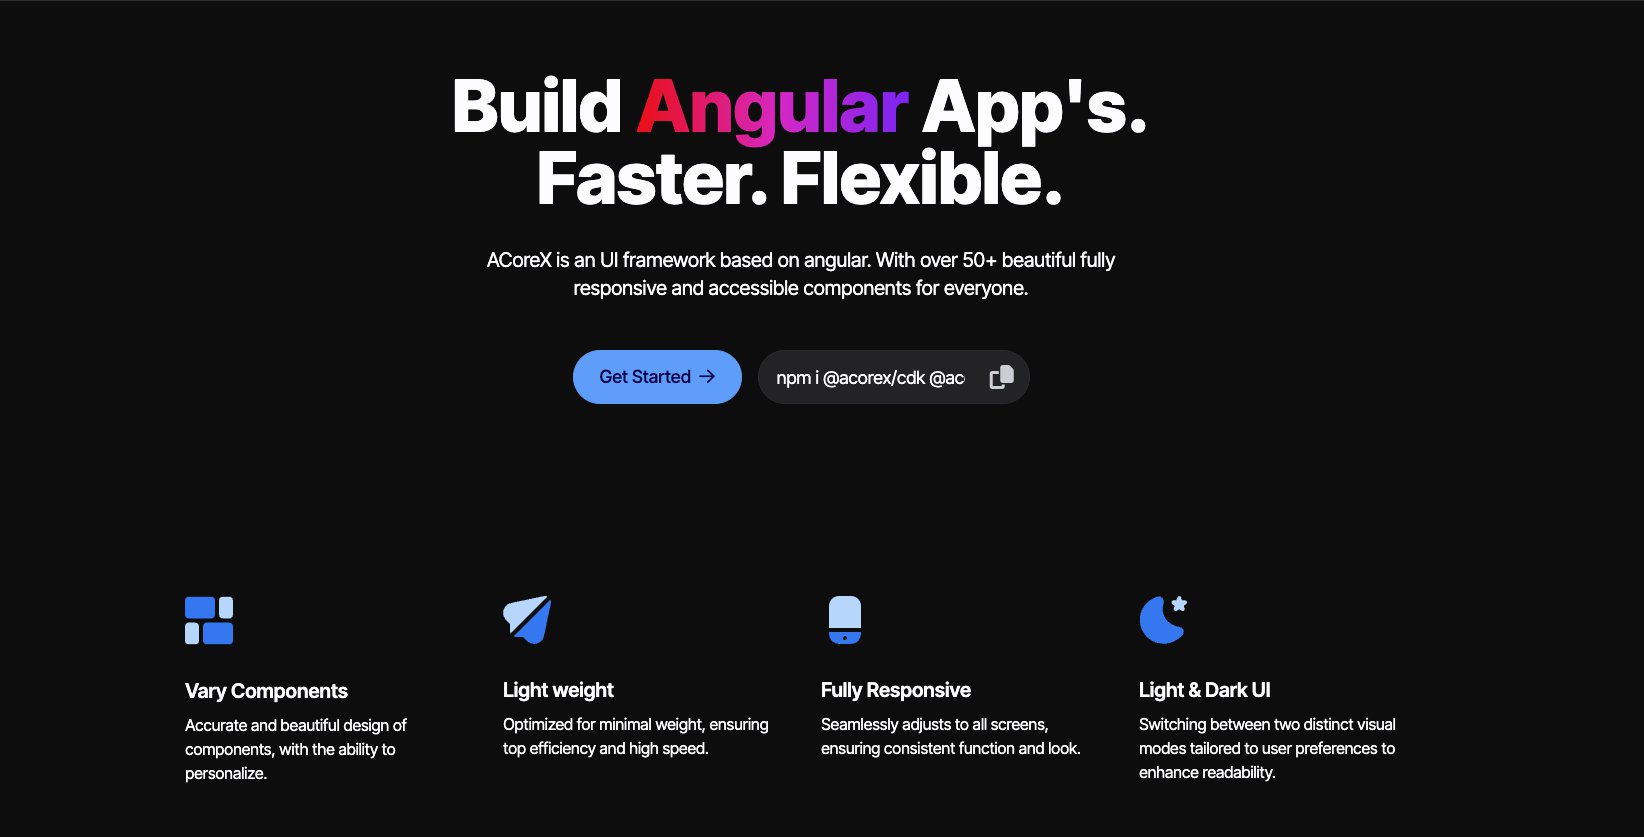 Build Angular App's.
Faster. Flexible.
ACoreX is an UI framework based on angular. With over 50+ beautiful fully
responsive and accessible components for everyone.
Get Started →
npm i @acorex/cdk @ac
Vary Components
Accurate and beautiful design of
components, with the ability to
personalize.
Light weight
Optimized for minimal weight, ensuring
top efficiency and high speed.
Fully Responsive
Seamlessly adjusts to all screens,
ensuring consistent function and look.
Light & Dark UI
Switching between two distinct visual
modes tailored to user preferences to
enhance readability.